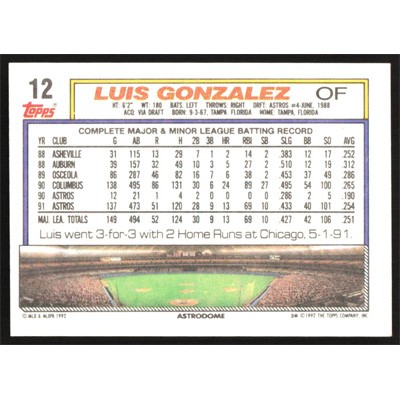 12
Topps
LUIS GONZALEZ OF
HT: 6'2" WT: 180 BATS: LEFT THROWS: RIGHT DRFT: ASTROS #4-JUNE, 1988
ACQ: VIA DRAFT BORN: 9-3-67, TAMPA, FLORIDA HOME: TAMPA, FLORIDA
COMPLETE MAJOR & MINOR LEAGUE BATTING RECORD
YR CLUB G AB R H 2B 3B HR RBI SB SLG BB SO AVG
88 ASHEVILLE 31 115 13 29 7 1 2 14 2 .383 12 17 .252
88 AUBURN 39 157 32 49 10 3 5 27 2 .510 12 19 .312
89 OSCEOLA 86 287 46 82 16 7 6 38 2 .453 37 49 .286
90 COLUMBUS 138 495 86 131 30 6 24 89 27 .495 54 100 .265
90 ASTROS 12 21 1 4 2 0 0 0 0 .286 2 5 .190
91 ASTROS 137 473 51 120 28 9 13 69 10 .433 40 101 .254
MAJ. LEA. TOTALS 149 494 52 124 30 9 13 69 10 .427 42 106 .251
Luis went 3-for-3 with 2 Home Runs at Chicago, 5-1-91.
© MLB & MLBPA 1992 ASTRODOME ®™ © 1992 THE TOPPS COMPANY, INC.